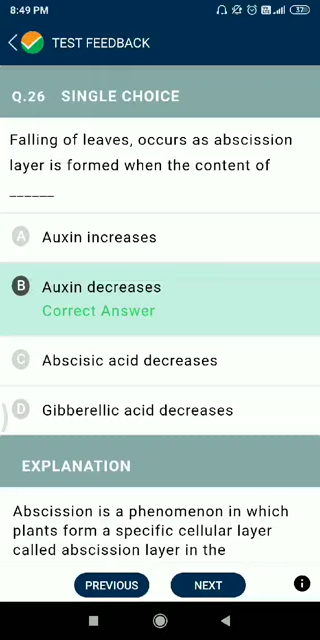 8:49 PM
37
TEST FEEDBACK
Q.26 SINGLE CHOICE
Falling of leaves, occurs as abscission
layer is formed when the content of
______
A Auxin increases
B Auxin decreases
Correct Answer
C Abscisic acid decreases
D Gibberellic acid decreases
EXPLANATION
Abscission is a phenomenon in which
plants form a specific cellular layer
called abscission layer in the
PREVIOUS NEXT